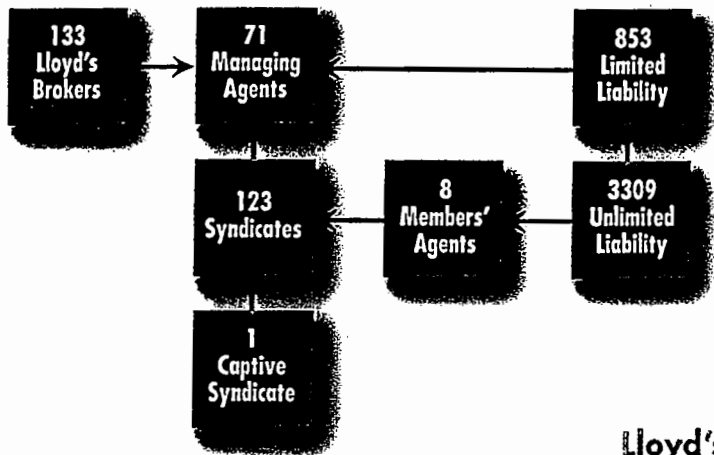 133
Lloyd's
Brokers
71
Managing
Agents
853
Limited
Liability
123
Syndicates
8
Members'
Agents
3309
Unlimited
Liability
1
Captive
Syndicate
Lloyd's